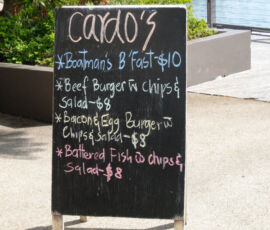 Cardo's
*Boatman's B'Fast-$10
*Beef Burger w Chips &
Salad-$8
*Bacon & Egg Burger w
Chips & Salad-$8
*Battered Fish w Chips &
Salad-$8